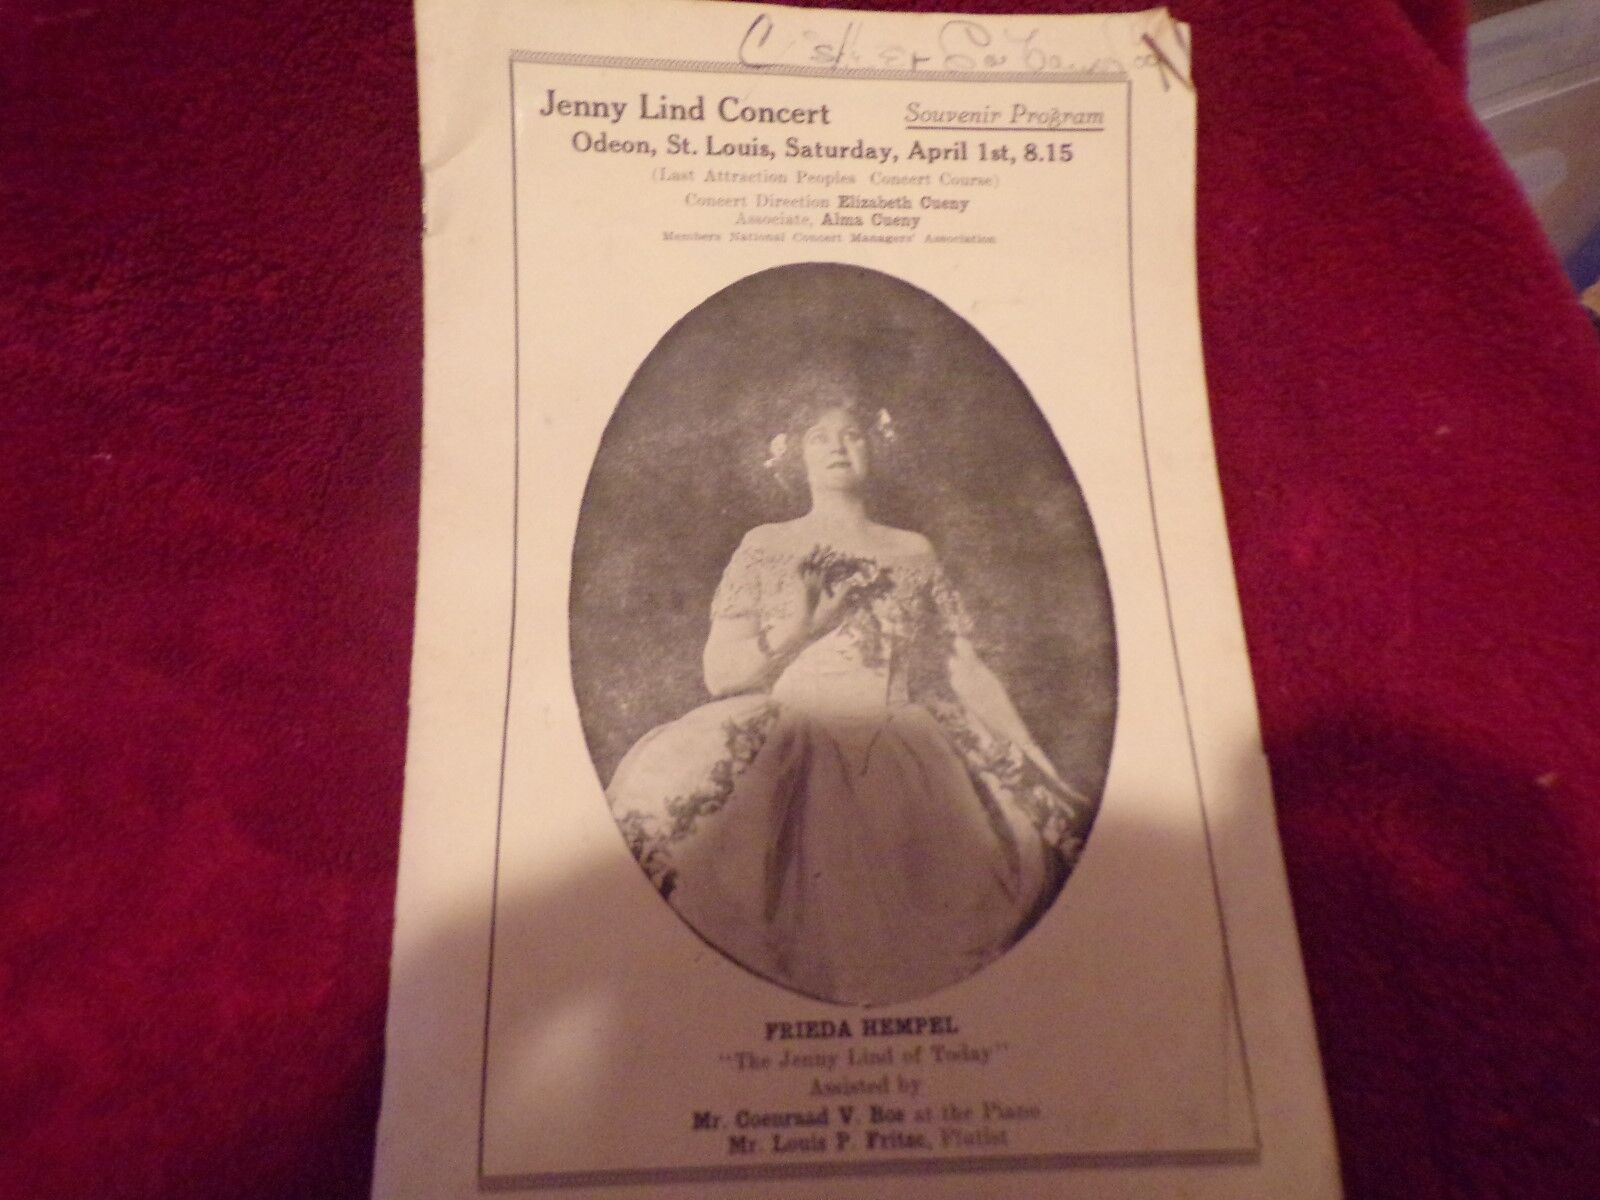 Jenny Lind Concert Souvenir Program
Odeon, St. Louis, Saturday, April 1st, 8.15
(Last Attraction Peoples Concert Course)
Concert Direction Elizabeth Cueny
Associate, Alma Cueny
Members National Concert Managers' Association
FRIEDA HEMPEL
"The Jenny Lind of Today"
Assisted by
Mr. Coenraad V. Bos at the Piano
Mr. Louis P. Fritze, Flutist